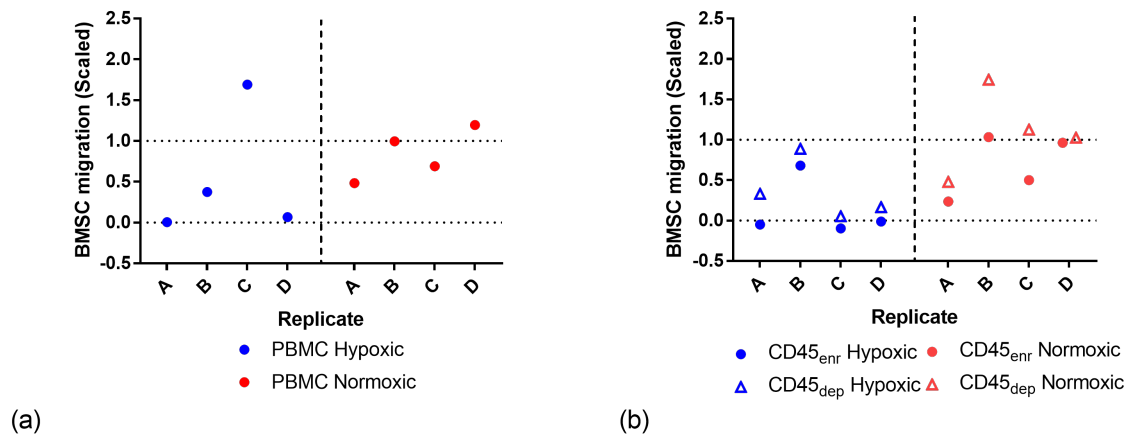 2.5
2.0
1.5
1.0
0.5
0.0
-0.5
BMSC migration (Scaled)
A B C D A B C D
Replicate
PBMC Hypoxic
PBMC Normoxic
(a)
2.5
2.0
1.5
1.0
0.5
0.0
-0.5
BMSC migration (Scaled)
A B C D A B C D
Replicate
CD45enr Hypoxic CD45enr Normoxic
CD45dep Hypoxic CD45dep Normoxic
(b)